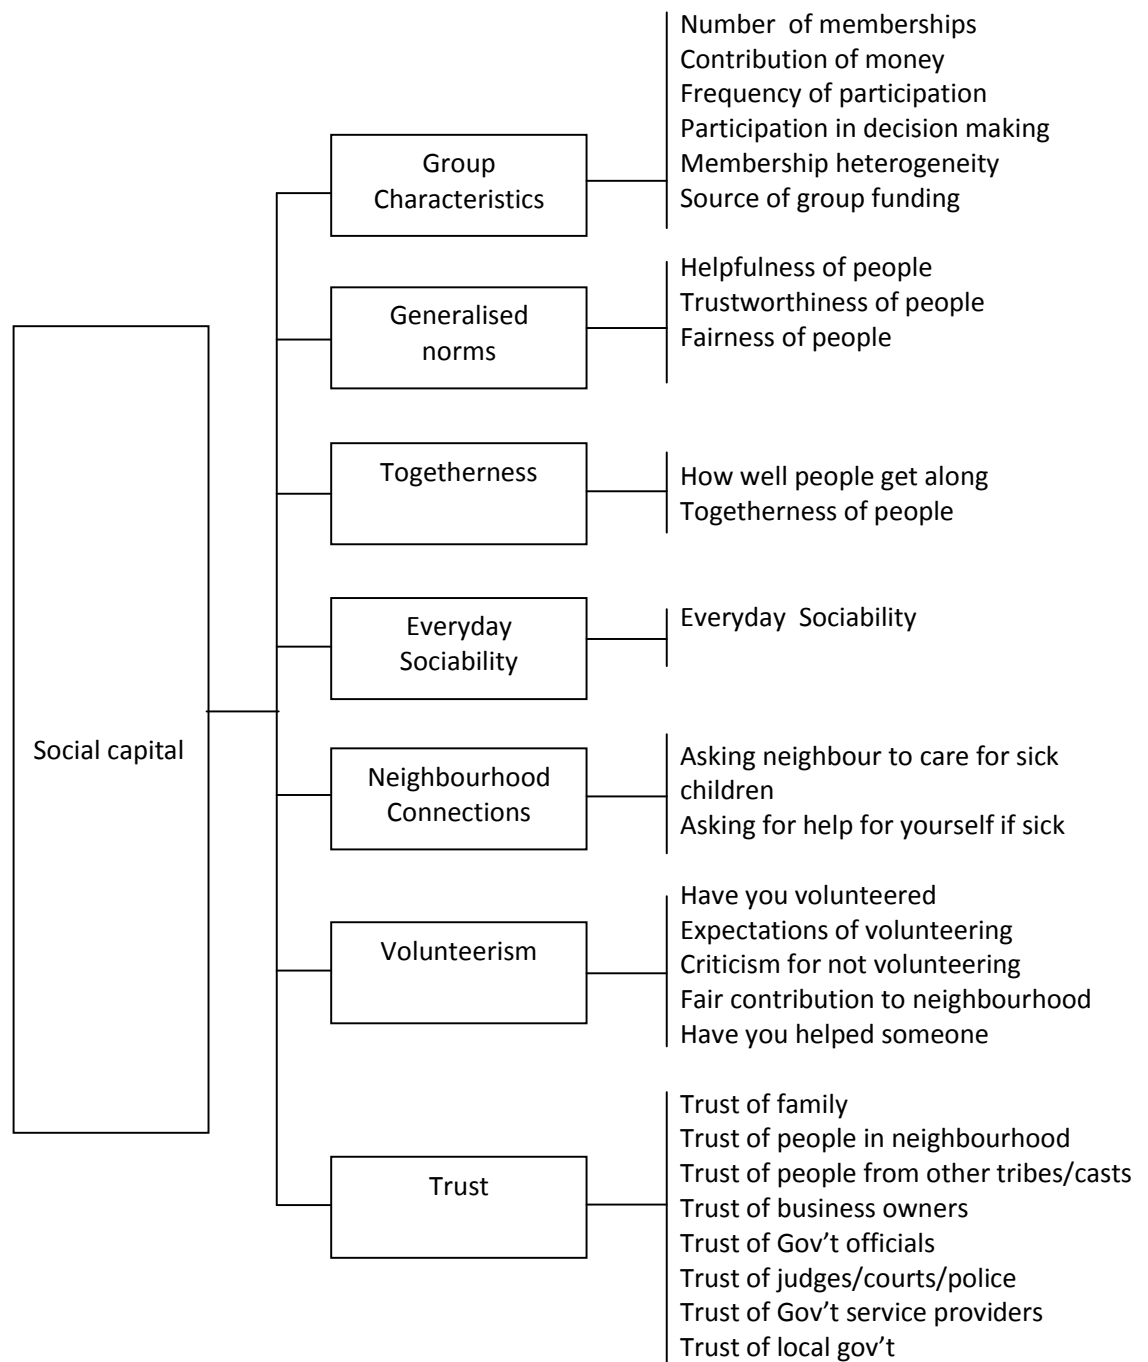 Number of memberships
Contribution of money
Frequency of participation
Participation in decision making
Membership heterogeneity
Source of group funding
Group
Characteristics
Helpfulness of people
Trustworthiness of people
Fairness of people
Generalised
norms
Togetherness
How well people get along
Togetherness of people
Everyday
Sociability
Everyday Sociability
Social capital
Neighbourhood
Connections
Asking neighbour to care for sick
children
Asking for help for yourself if sick
Volunteerism
Have you volunteered
Expectations of volunteering
Criticism for not volunteering
Fair contribution to neighbourhood
Have you helped someone
Trust
Trust of family
Trust of people in neighbourhood
Trust of people from other tribes/casts
Trust of business owners
Trust of Gov’t officials
Trust of judges/courts/police
Trust of Gov’t service providers
Trust of local gov’t